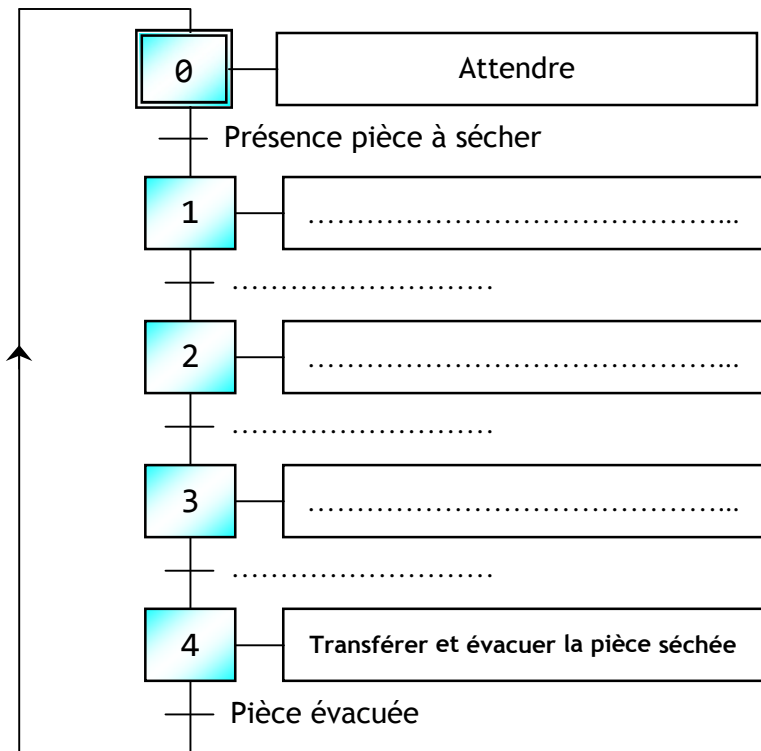 0 Attendre
Présence pièce à sécher
1 ………………………………………...
………………………
2 ………………………………………...
………………………
3 ………………………………………...
………………………
4 Transférer et évacuer la pièce séchée
Pièce évacuée